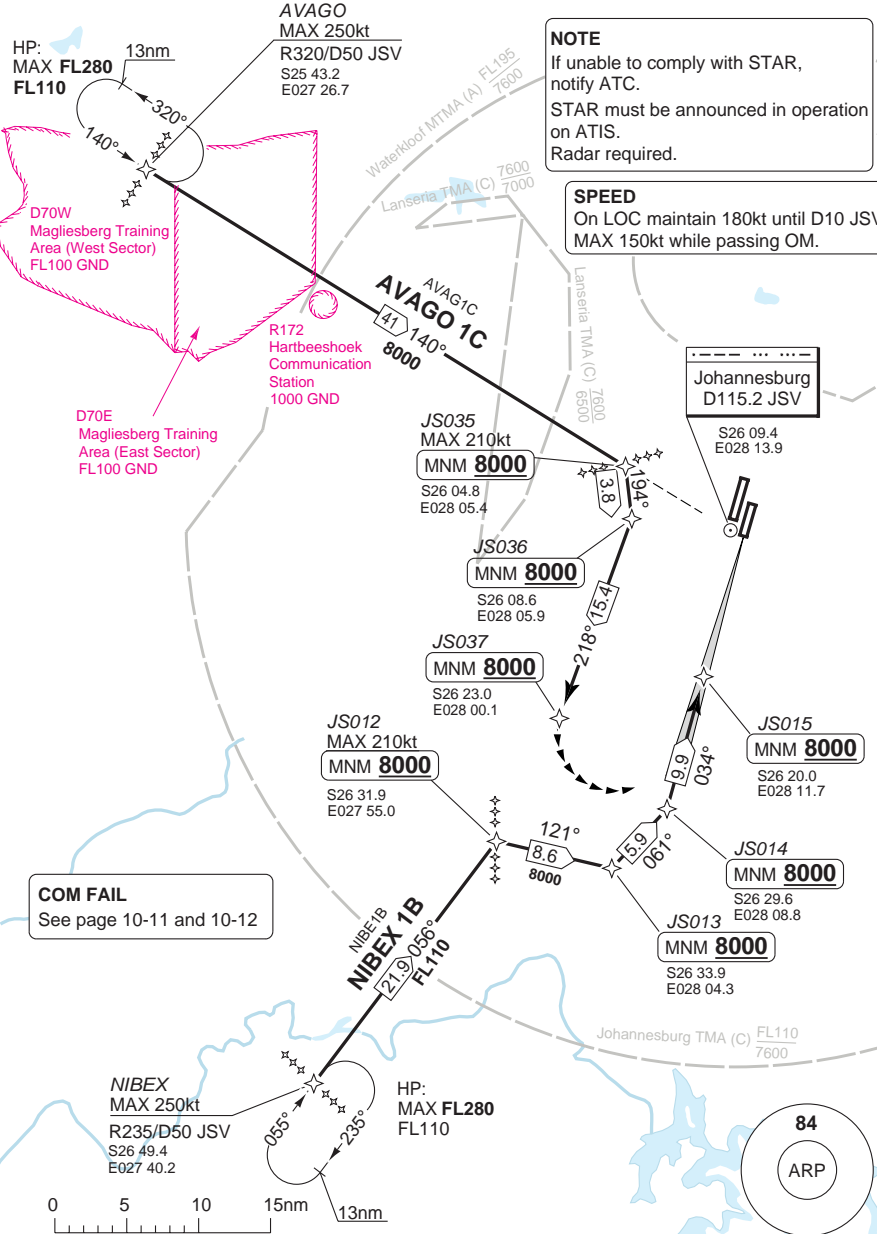 AVAGO
MAX 250kt
R320/D50 JSV
S25 43.2
E027 26.7
HP:
MAX FL280
FL110
13nm
320°
140°
NOTE
If unable to comply with STAR,
notify ATC.
STAR must be announced in operation
on ATIS.
Radar required.
SPEED
On LOC maintain 180kt until D10 JSV
MAX 150kt while passing OM.
Waterkloof MTMA (A) FL195
7600
Lanseria TMA (C) 7600
7000
D70W
Magliesberg Training
Area (West Sector)
FL100 GND
AVAG1C
AVAGO 1C
41
140°
8000
Lanseria TMA (C) 7600
6500
R172
Hartbeeshoek
Communication
Station
1000 GND
D70E
Magliesberg Training
Area (East Sector)
FL100 GND
Johannesburg
D115.2 JSV
S26 09.4
E028 13.9
JS035
MAX 210kt
MNM 8000
S26 04.8
E028 05.4
3.8
194°
JS036
MNM 8000
S26 08.6
E028 05.9
15.4
218°
JS037
MNM 8000
S26 23.0
E028 00.1
JS012
MAX 210kt
MNM 8000
S26 31.9
E027 55.0
JS015
MNM 8000
S26 20.0
E028 11.7
9.9
034°
121°
8.6
8000
5.9
061°
JS014
MNM 8000
S26 29.6
E028 08.8
JS013
MNM 8000
S26 33.9
E028 04.3
COM FAIL
See page 10-11 and 10-12
NIBE1B
NIBEX 1B
21.9
056°
FL110
Johannesburg TMA (C) FL110
7600
NIBEX
MAX 250kt
R235/D50 JSV
S26 49.4
E027 40.2
055°
235°
HP:
MAX FL280
FL110
13nm
84
ARP
0 5 10 15nm